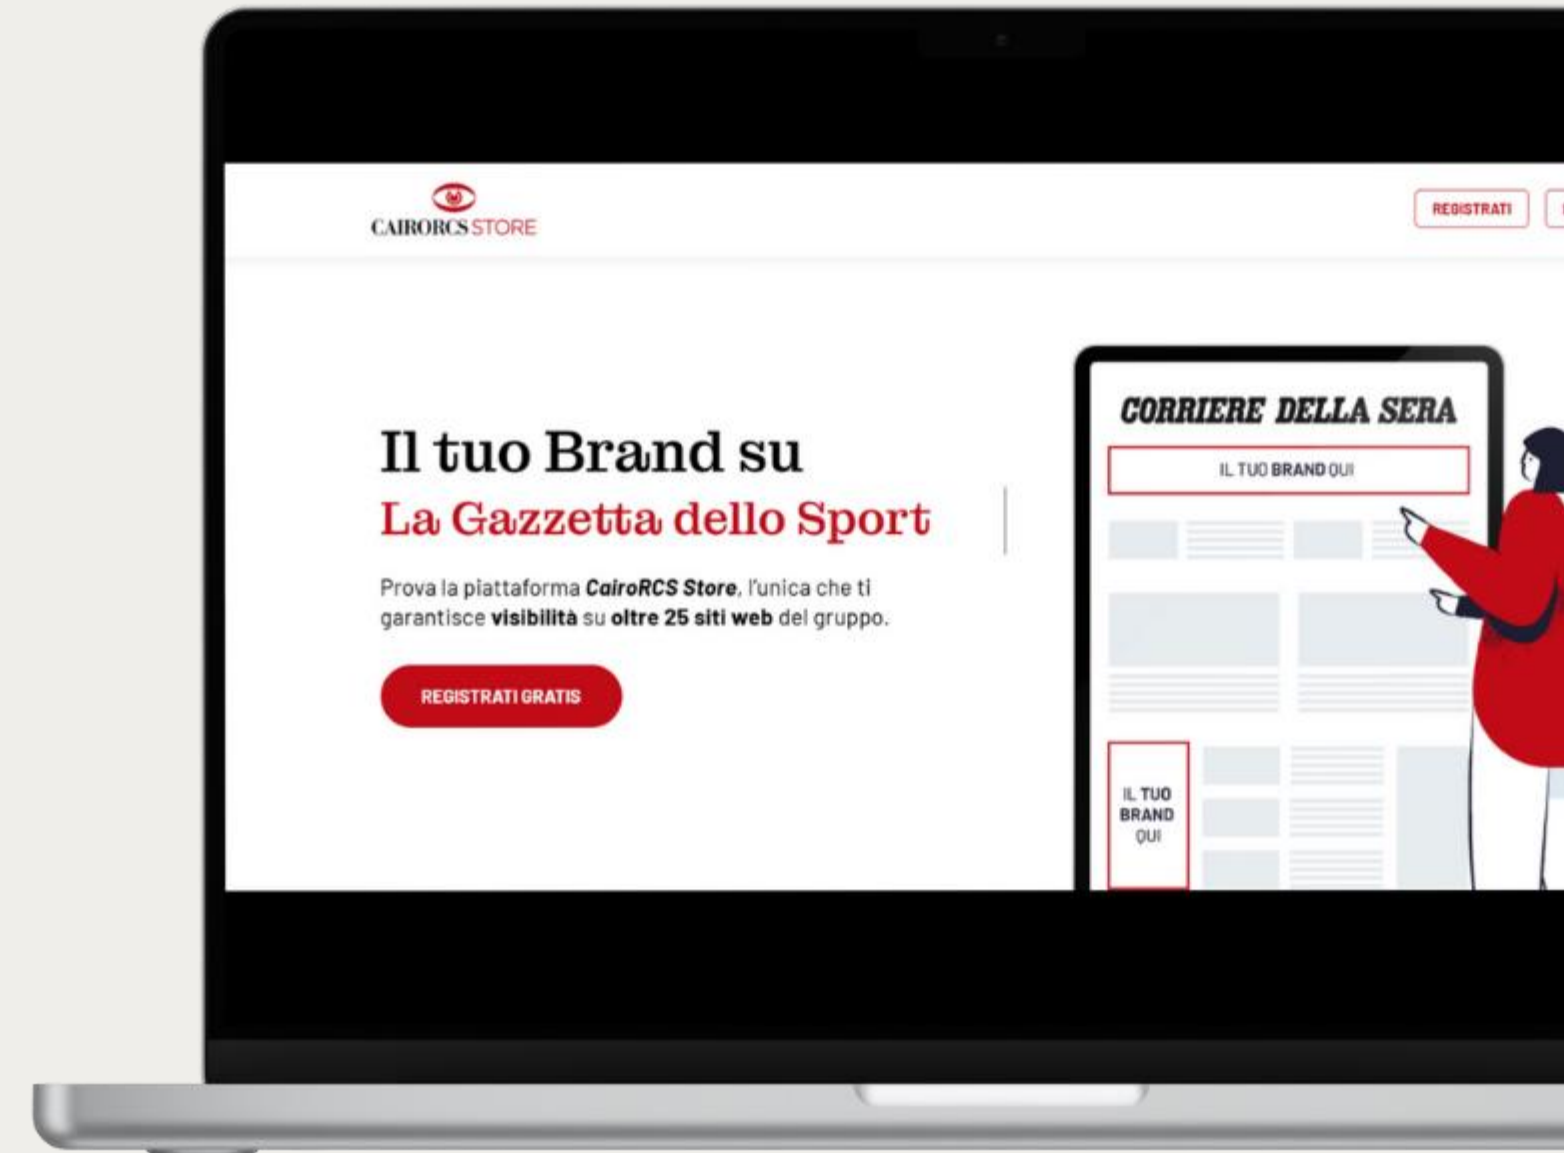 CAIRORCS STORE
REGISTRATI
Il tuo Brand su
La Gazzetta dello Sport
Prova la piattaforma CairoRCS Store, l'unica che ti
garantisce visibilità su oltre 25 siti web del gruppo.
REGISTRATI GRATIS
CORRIERE DELLA SERA
IL TUO BRAND QUI
IL TUO
BRAND
QUI